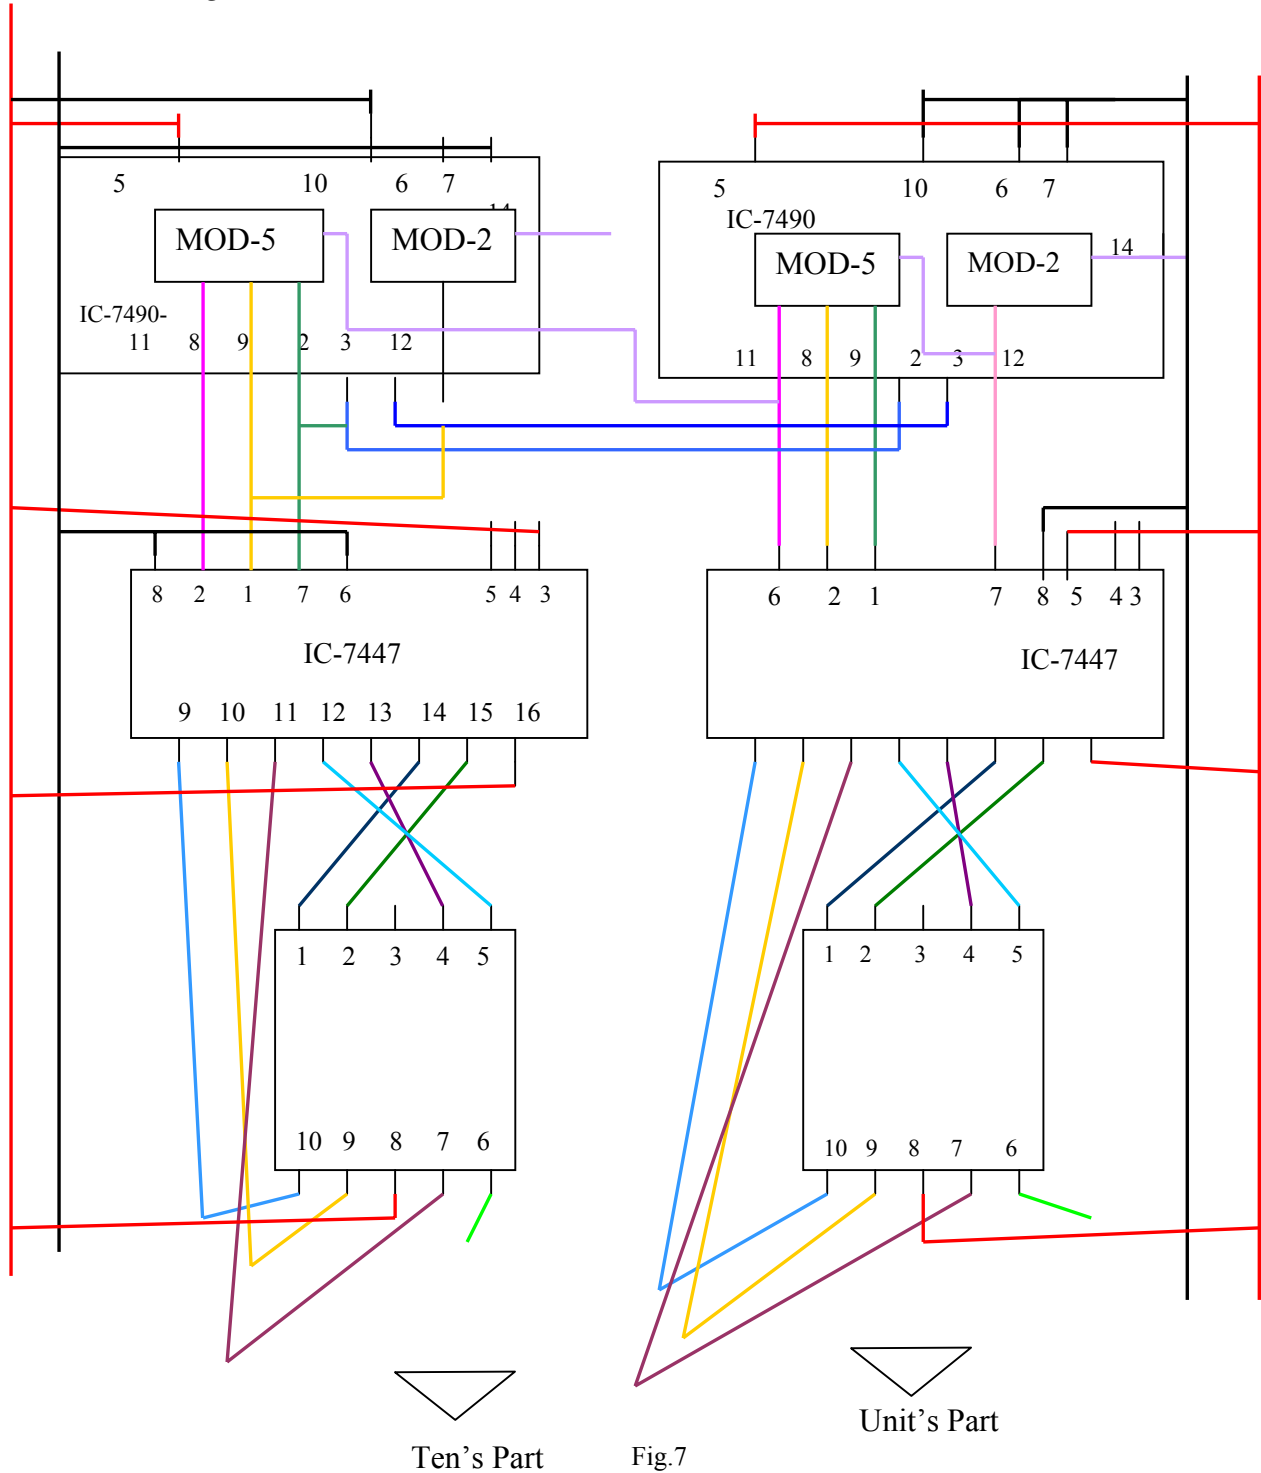 5 10 6 7
14
MOD-5 MOD-2
IC-7490-
11 8 9 2 3 12
5 10 6 7
IC-7490
MOD-5 MOD-2 14
11 8 9 2 3 12
8 2 1 7 6 5 4 3
IC-7447
9 10 11 12 13 14 15 16
6 2 1 7 8 5 4 3
IC-7447
1 2 3 4 5
10 9 8 7 6
1 2 3 4 5
10 9 8 7 6
Unit’s Part
Ten’s Part
Fig.7